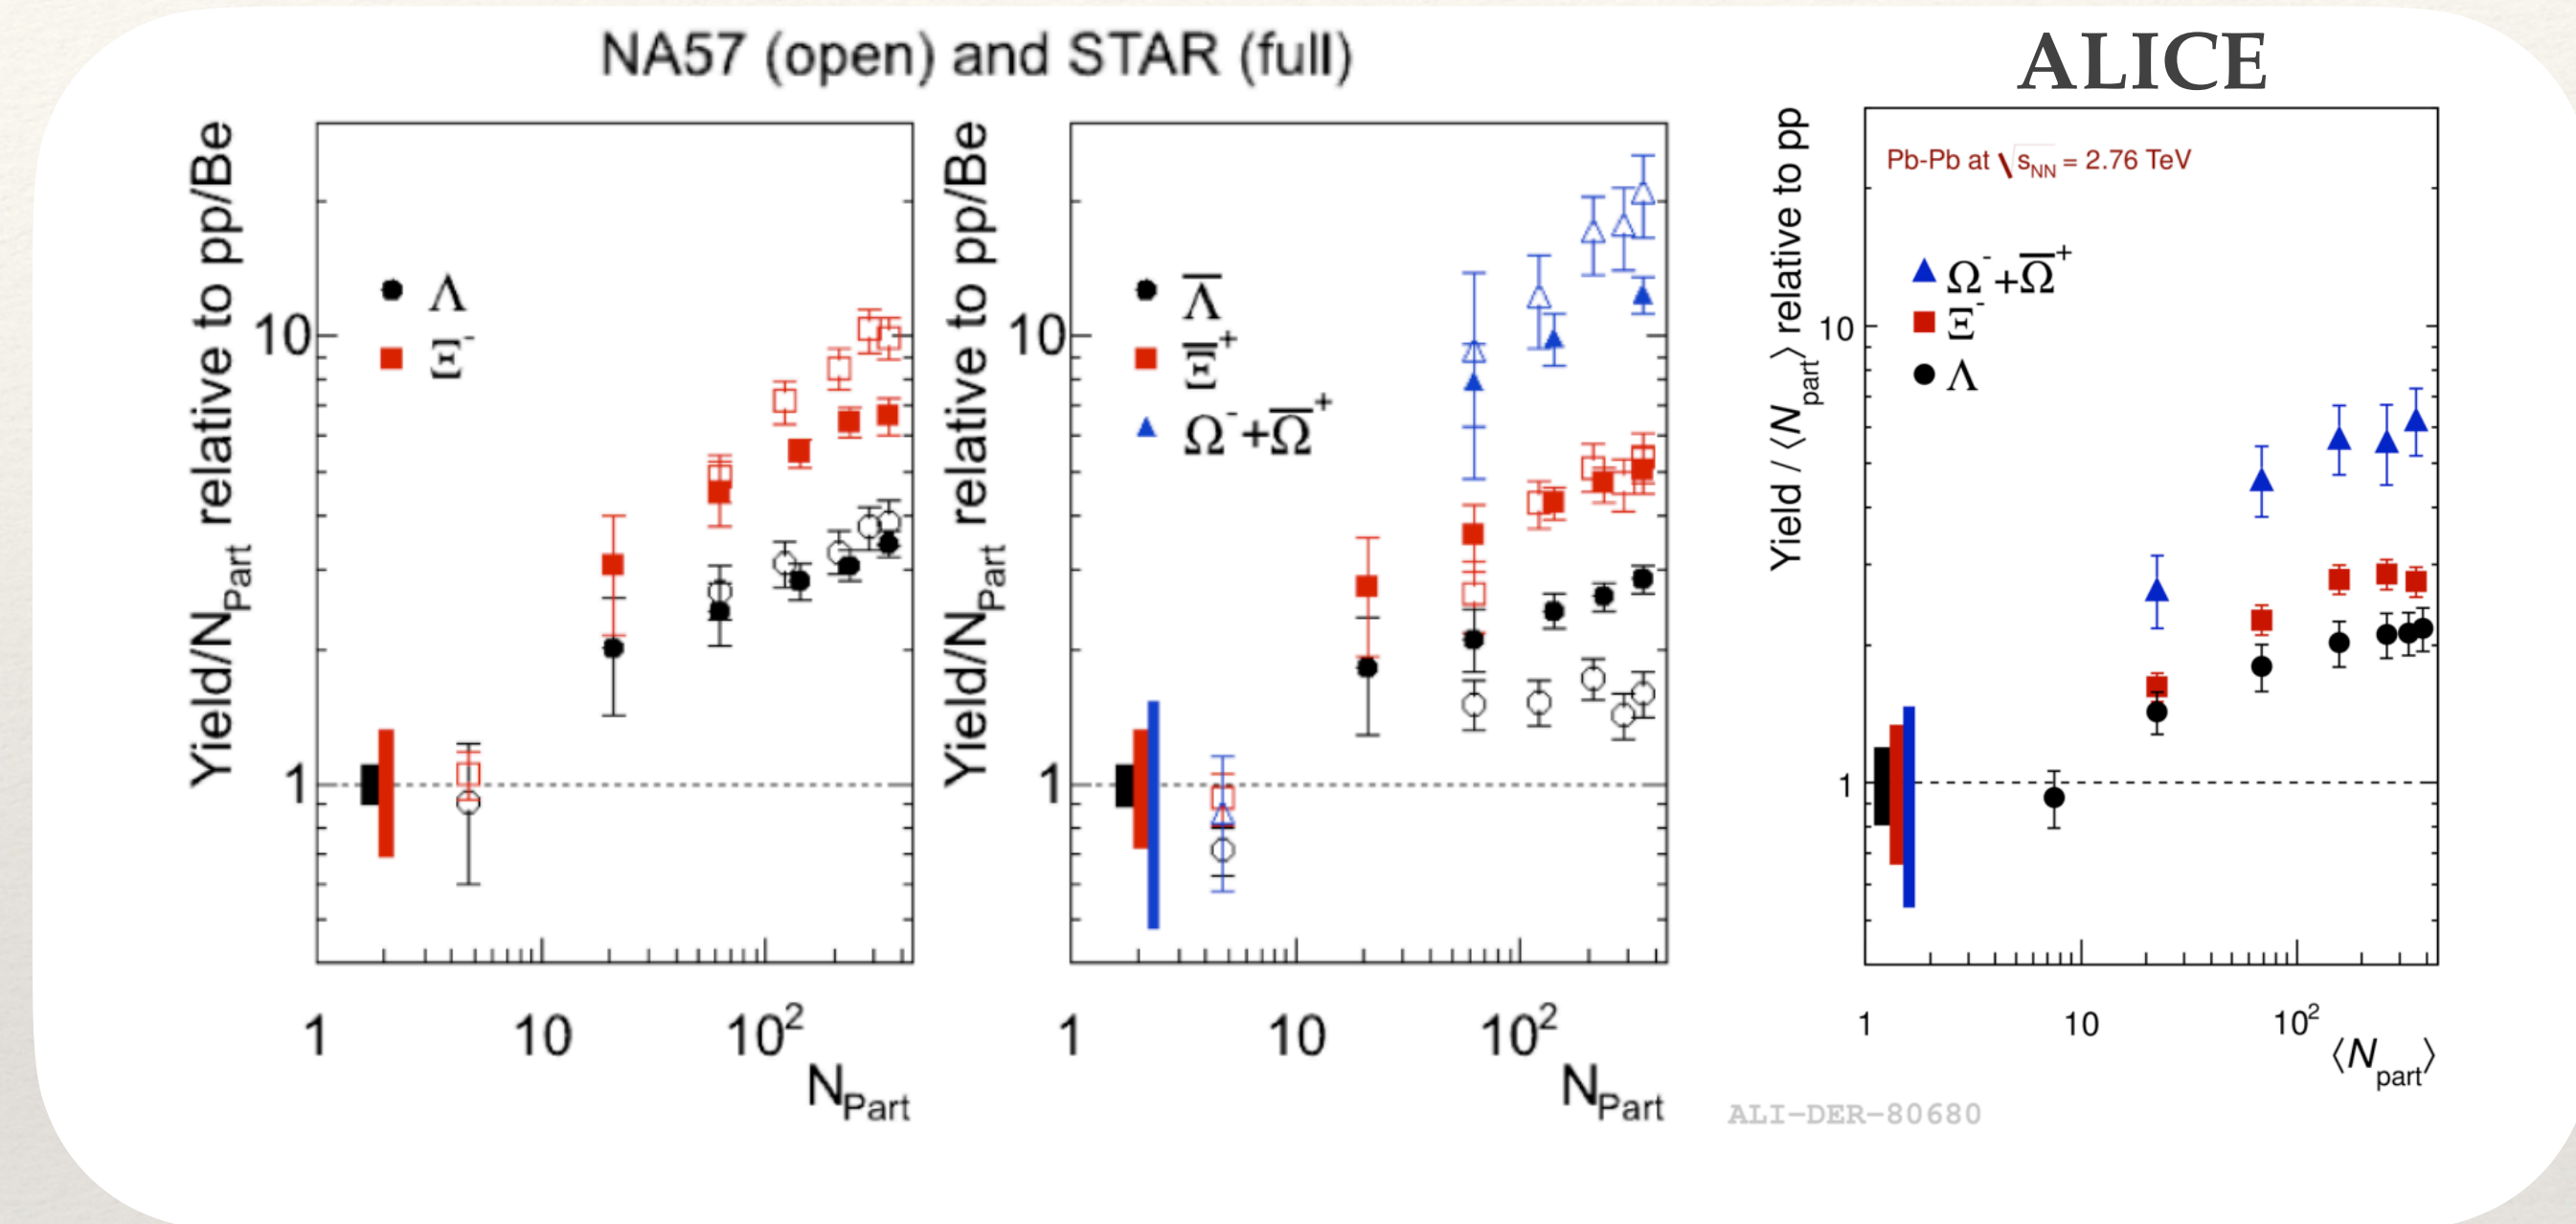 NA57 (open) and STAR (full)
ALICE
Yield/N_Part relative to pp/Be
10
1
Λ
Ξ⁻
1
10
10²
N_Part
Yield/N_Part relative to pp/Be
10
1
Λ̅
Ξ̅⁺
Ω⁻+Ω̅⁺
1
10
10²
N_Part
Yield / ⟨N_part⟩ relative to pp
Pb-Pb at √s_NN = 2.76 TeV
10
1
Ω⁻+Ω̅⁺
Ξ⁻
Λ
1
10
10²
⟨N_part⟩
ALI-DER-80680